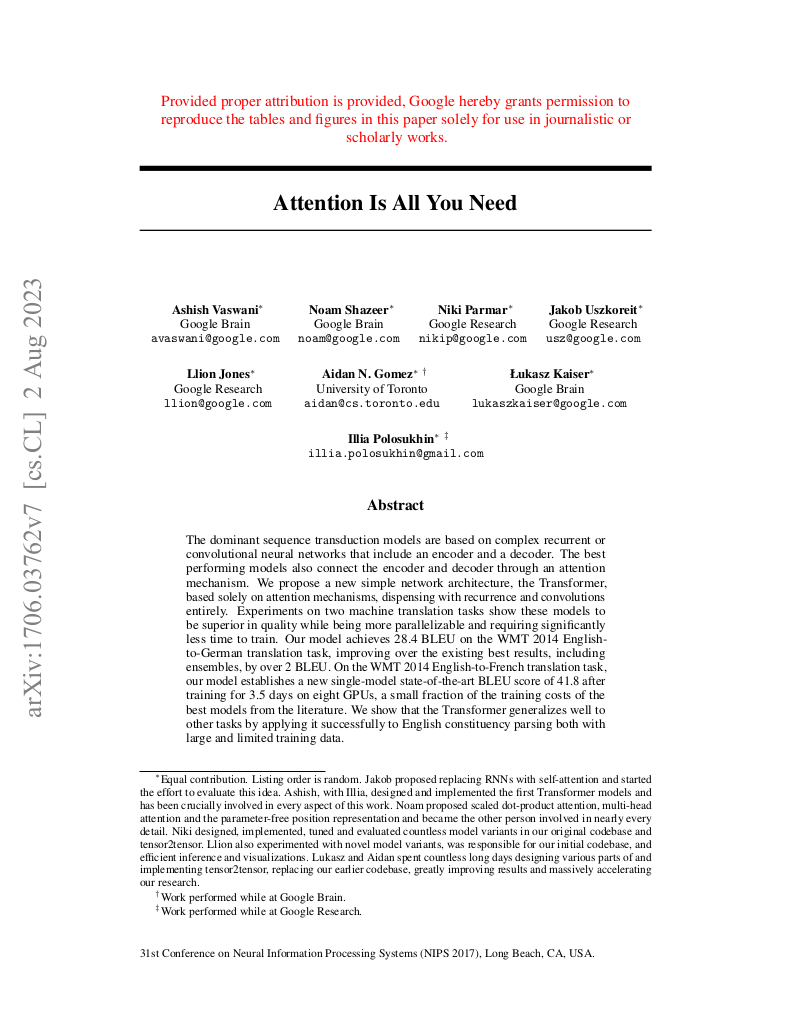 Provided proper attribution is provided, Google hereby grants permission to
reproduce the tables and figures in this paper solely for use in journalistic or
scholarly works.
Attention Is All You Need
Ashish Vaswani∗ Noam Shazeer∗ Niki Parmar∗ Jakob Uszkoreit∗
Google Brain Google Brain Google Research Google Research
avaswani@google.com noam@google.com nikip@google.com usz@google.com
Llion Jones∗ Aidan N. Gomez∗ † Łukasz Kaiser∗
Google Research University of Toronto Google Brain
llion@google.com aidan@cs.toronto.edu lukaszkaiser@google.com
Illia Polosukhin∗ ‡
illia.polosukhin@gmail.com
Abstract
The dominant sequence transduction models are based on complex recurrent or
convolutional neural networks that include an encoder and a decoder. The best
performing models also connect the encoder and decoder through an attention
mechanism. We propose a new simple network architecture, the Transformer,
based solely on attention mechanisms, dispensing with recurrence and convolutions
entirely. Experiments on two machine translation tasks show these models to
be superior in quality while being more parallelizable and requiring significantly
less time to train. Our model achieves 28.4 BLEU on the WMT 2014 English-
to-German translation task, improving over the existing best results, including
ensembles, by over 2 BLEU. On the WMT 2014 English-to-French translation task,
our model establishes a new single-model state-of-the-art BLEU score of 41.8 after
training for 3.5 days on eight GPUs, a small fraction of the training costs of the
best models from the literature. We show that the Transformer generalizes well to
other tasks by applying it successfully to English constituency parsing both with
large and limited training data.
∗Equal contribution. Listing order is random. Jakob proposed replacing RNNs with self-attention and started
the effort to evaluate this idea. Ashish, with Illia, designed and implemented the first Transformer models and
has been crucially involved in every aspect of this work. Noam proposed scaled dot-product attention, multi-head
attention and the parameter-free position representation and became the other person involved in nearly every
detail. Niki designed, implemented, tuned and evaluated countless model variants in our original codebase and
tensor2tensor. Llion also experimented with novel model variants, was responsible for our initial codebase, and
efficient inference and visualizations. Lukasz and Aidan spent countless long days designing various parts of and
implementing tensor2tensor, replacing our earlier codebase, greatly improving results and massively accelerating
our research.
†Work performed while at Google Brain.
‡Work performed while at Google Research.
31st Conference on Neural Information Processing Systems (NIPS 2017), Long Beach, CA, USA.
arXiv:1706.03762v7 [cs.CL] 2 Aug 2023